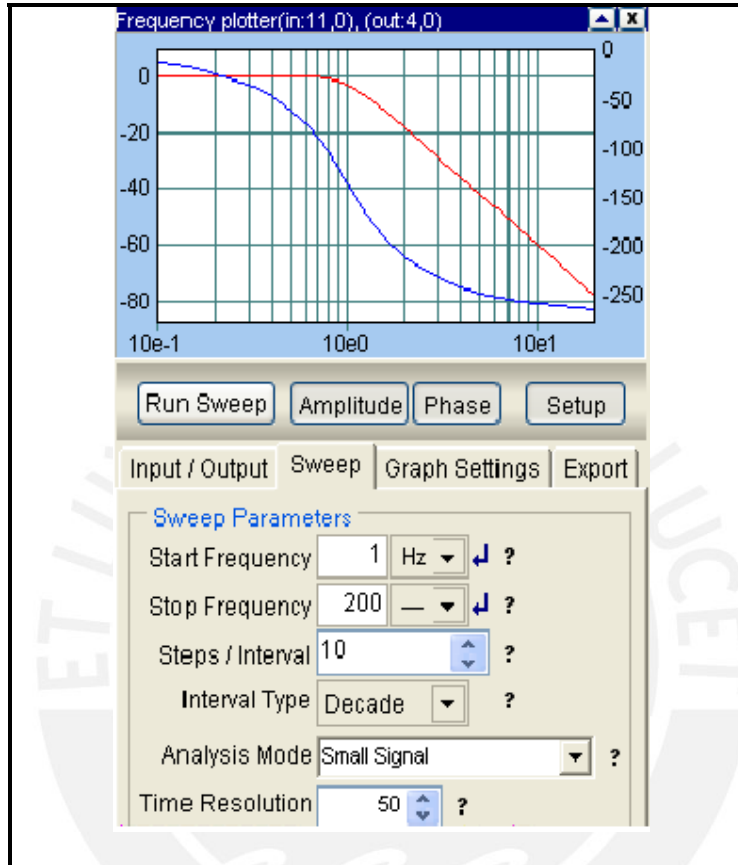 Frequency plotter(in:11,0), (out:4,0) X
0
0
-50
-20
-100
-40
-150
-60
-200
-80
-250
10e-1 10e0 10e1
Run Sweep Amplitude Phase Setup
Input / Output Sweep Graph Settings Export
Sweep Parameters
Start Frequency 1 Hz ?
Stop Frequency 200 — ?
Steps / Interval 10 ?
Interval Type Decade ?
Analysis Mode Small Signal ?
Time Resolution 50 ?
ET LUCEI